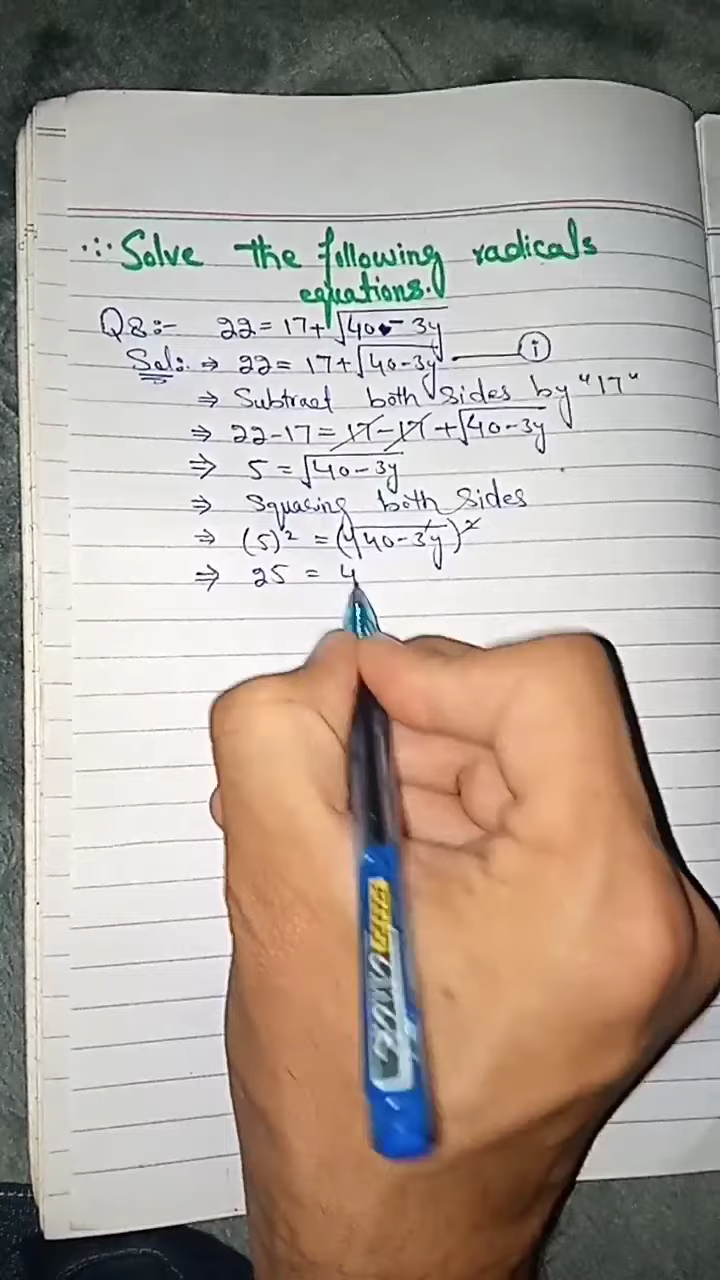 ∴ Solve the following radicals
equations.
Q8:- 22 = 17 + √40 - 3y
Sol:. ⇒ 22 = 17 + √40 - 3y — (i)
⇒ Subtract both sides by "17"
⇒ 22 - 17 = 17 - 17 + √40 - 3y
⇒ 5 = √40 - 3y
⇒ Squaring both sides
⇒ (5)² = (√40 - 3y)²
⇒ 25 = 4